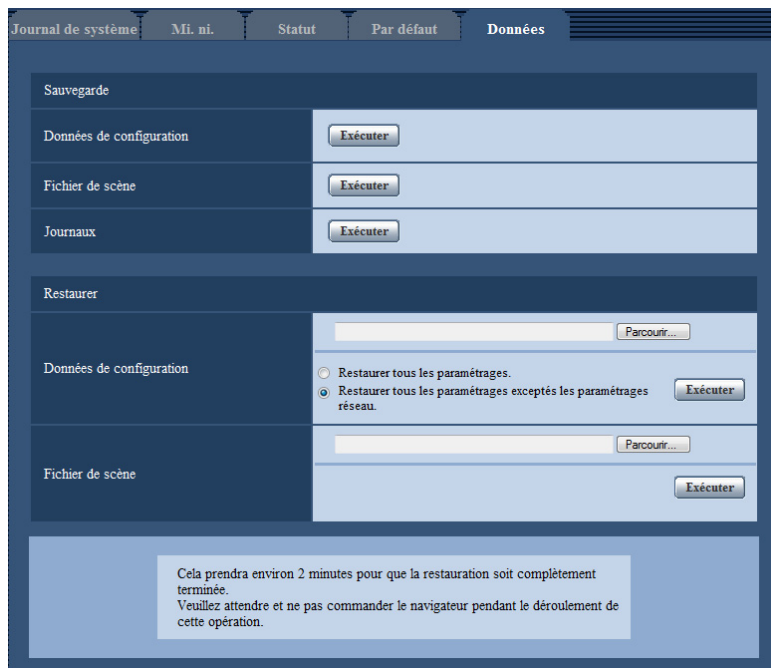 Journal de système Mi. ni. Statut Par défaut Données
Sauvegarde
Données de configuration Exécuter
Fichier de scène Exécuter
Journaux Exécuter
Restaurer
Parcourir...
Données de configuration
Restaurer tous les paramétrages.
Restaurer tous les paramétrages exceptés les paramétrages
réseau.
Exécuter
Parcourir...
Fichier de scène
Exécuter
Cela prendra environ 2 minutes pour que la restauration soit complètement
terminée.
Veuillez attendre et ne pas commander le navigateur pendant le déroulement de
cette opération.